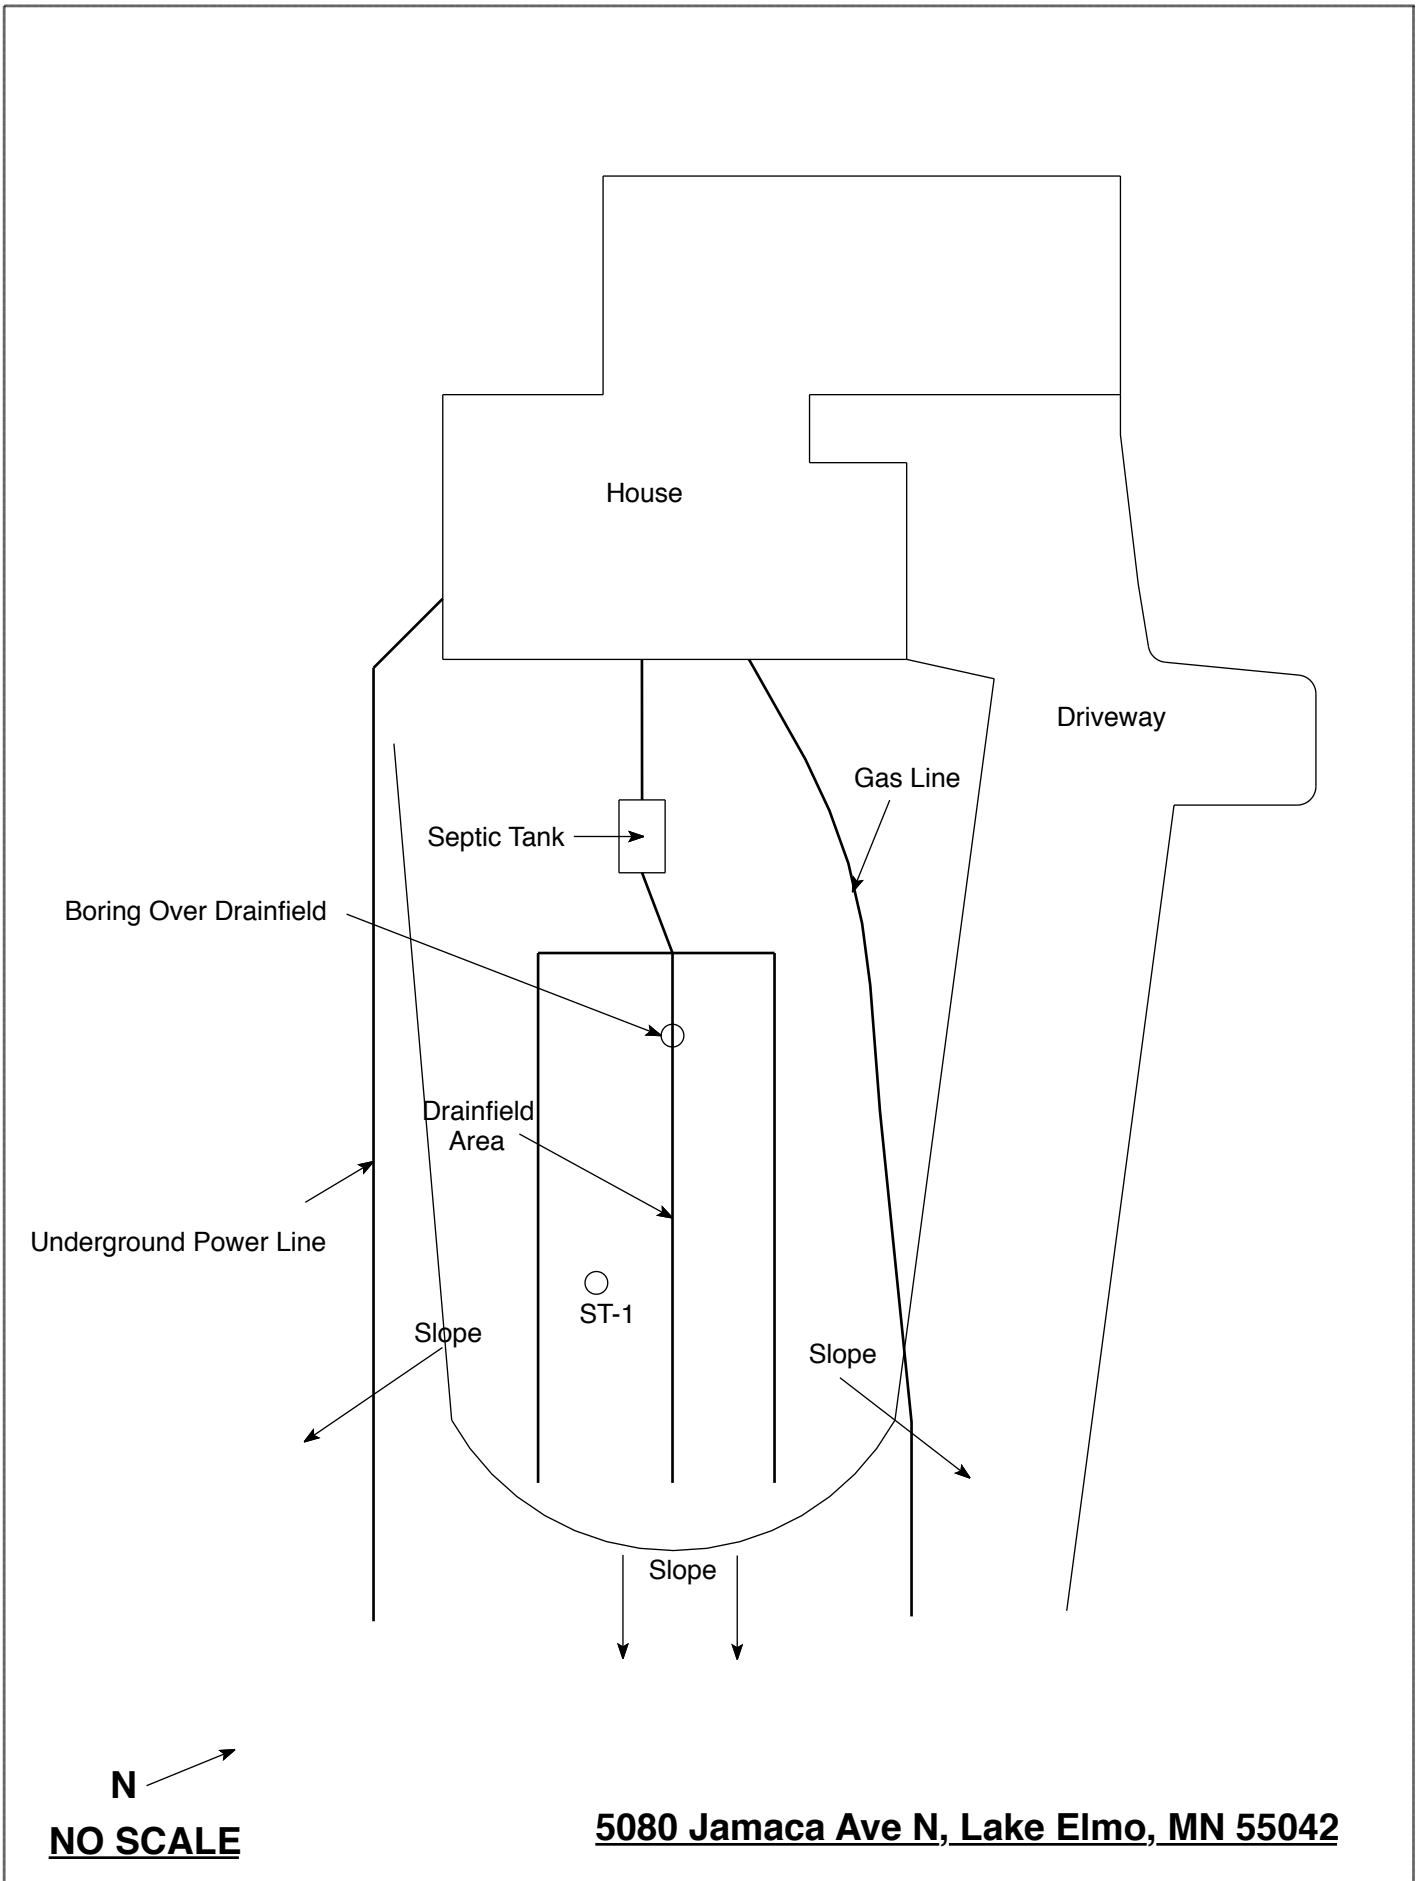 House
Driveway
Gas Line
Septic Tank
Boring Over Drainfield
Drainfield
Area
Underground Power Line
ST-1
Slope
Slope
Slope
N
NO SCALE
5080 Jamaca Ave N, Lake Elmo, MN 55042